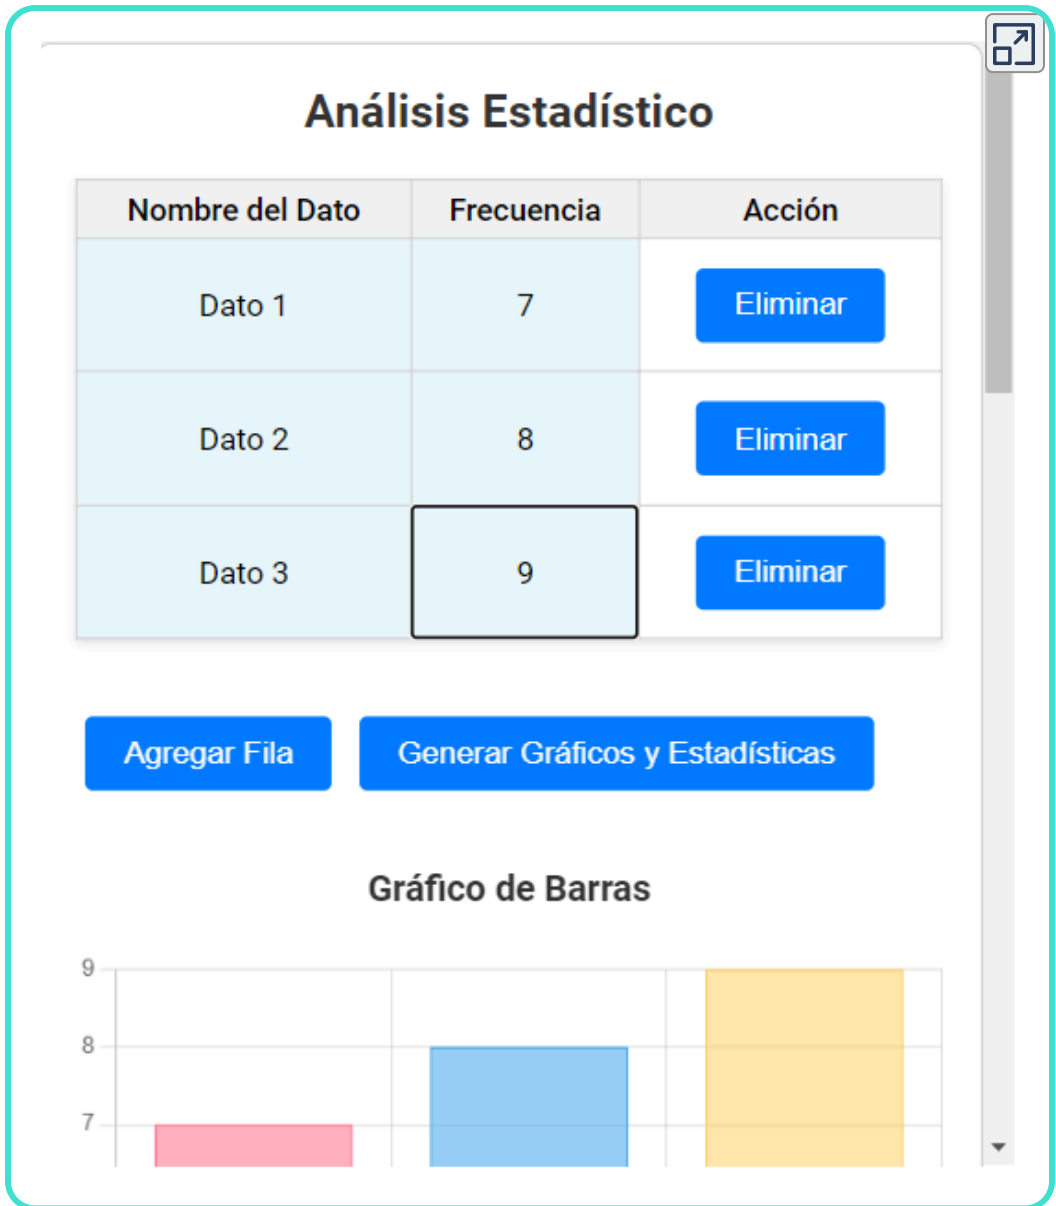 Análisis Estadístico
Nombre del Dato Frecuencia Acción
Dato 1 7 Eliminar
Dato 2 8 Eliminar
Dato 3 9 Eliminar
Agregar Fila Generar Gráficos y Estadísticas
Gráfico de Barras
9
8
7